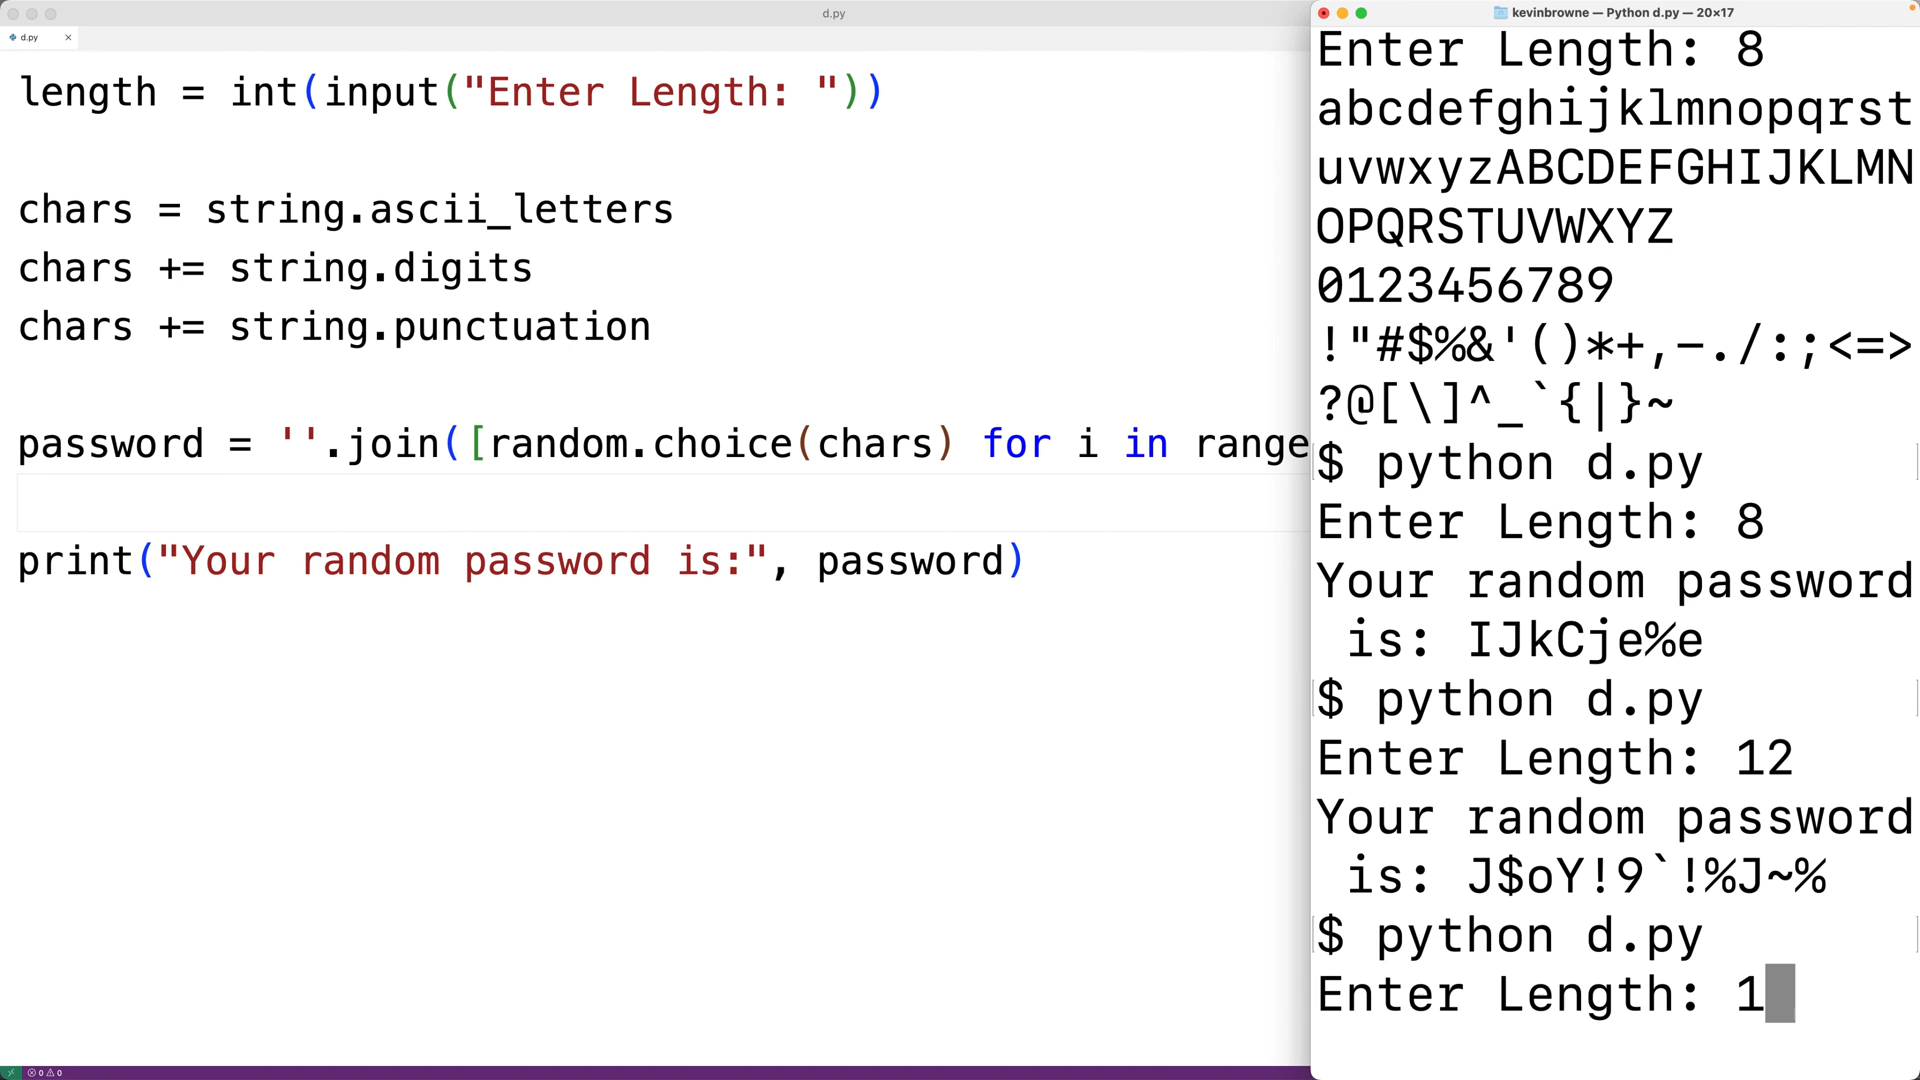 d.py
d.py ×
length = int(input("Enter Length: "))
chars = string.ascii_letters
chars += string.digits
chars += string.punctuation
password = ''.join([random.choice(chars) for i in range
print("Your random password is:", password)
0 0
kevinbrowne — Python d.py — 20×17
Enter Length: 8
abcdefghijklmnopqrst
uvwxyzABCDEFGHIJKLMN
OPQRSTUVWXYZ
0123456789
!"#$%&'()*+,-./:;<=>
?@[\]^_`{|}~
$ python d.py
Enter Length: 8
Your random password
is: IJkCje%e
$ python d.py
Enter Length: 12
Your random password
is: J$oY!9`!%J~%
$ python d.py
Enter Length: 1